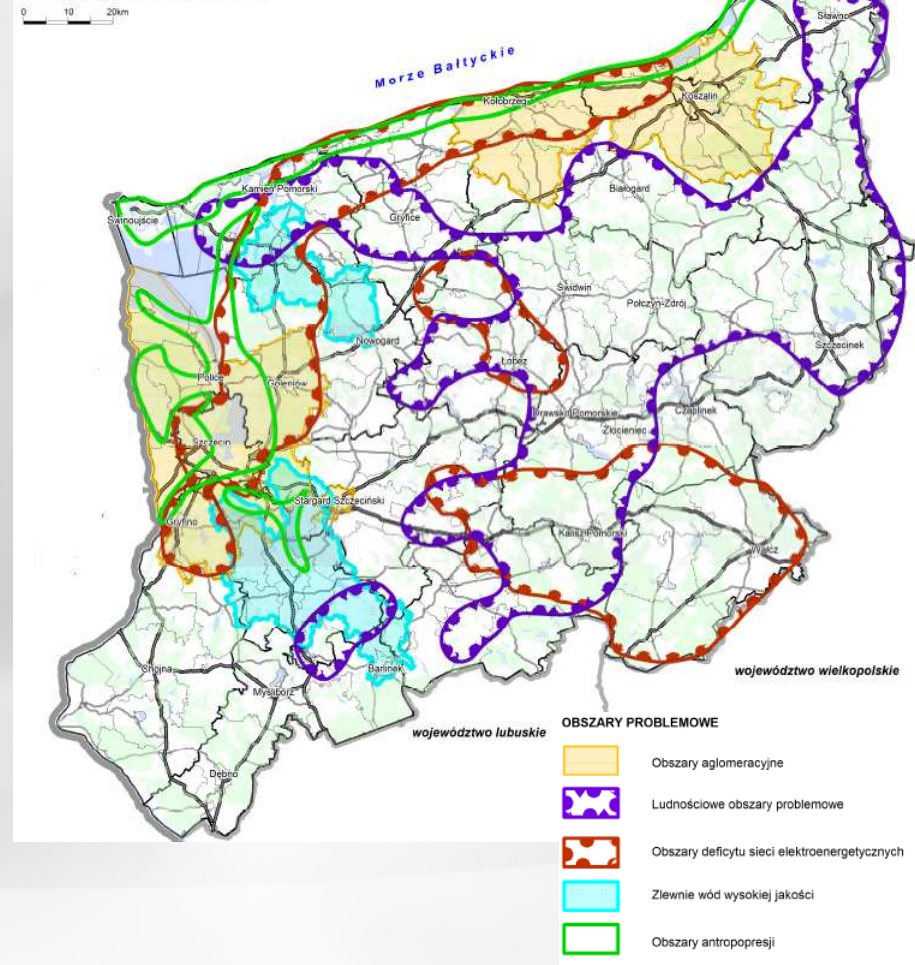 0 10 20km
Sławno
Morze Bałtyckie
Kołobrzeg
Koszalin
Kamień Pomorski
Białogard
Świnoujście
Gryfice
Świdwin
Połczyn-Zdrój
Nowogard
Szczecinek
Łobez
Police
Goleniów
Drawsko Pomorskie
Czaplinek
Złocieniec
Szczecin
Stargard Szczeciński
Gryfino
Kalisz Pomorski
Wałcz
Chojna
Barlinek
województwo wielkopolskie
Myślibórz
województwo lubuskie
Dębno
OBSZARY PROBLEMOWE
Obszary aglomeracyjne
Ludnościowe obszary problemowe
Obszary deficytu sieci elektroenergetycznych
Zlewnie wód wysokiej jakości
Obszary antropopresji